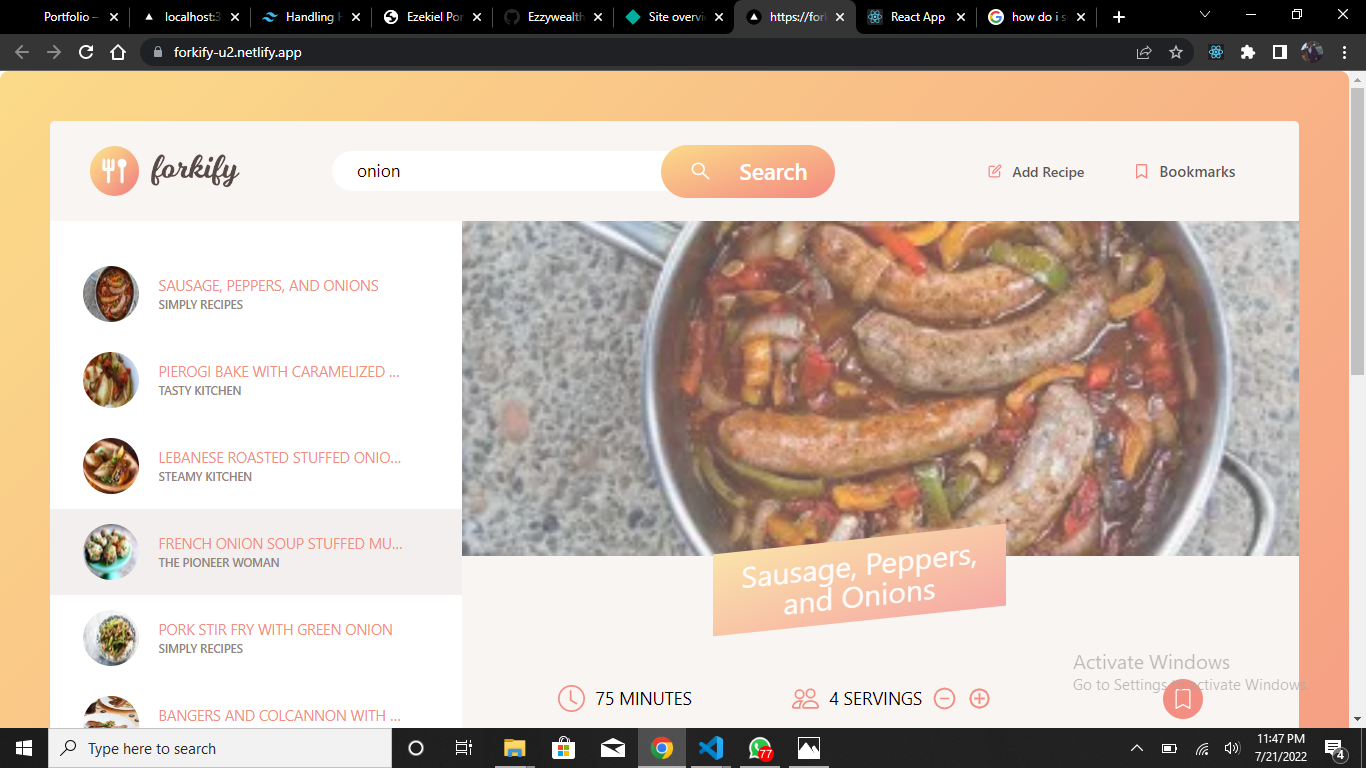 Portfolio –
localhost:3
Handling H
Ezekiel Por
Ezzywealth
Site overvi
https://fork
React App
how do i s
forkify-u2.netlify.app
forkify
onion
Search
Add Recipe
Bookmarks
SAUSAGE, PEPPERS, AND ONIONS
SIMPLY RECIPES
PIEROGI BAKE WITH CARAMELIZED ...
TASTY KITCHEN
LEBANESE ROASTED STUFFED ONIO...
STEAMY KITCHEN
FRENCH ONION SOUP STUFFED MU...
THE PIONEER WOMAN
PORK STIR FRY WITH GREEN ONION
SIMPLY RECIPES
BANGERS AND COLCANNON WITH ...
Sausage, Peppers,
and Onions
75 MINUTES
4 SERVINGS
Activate Windows
Go to Settings to activate Windows.
Type here to search
77
11:47 PM
7/21/2022
4